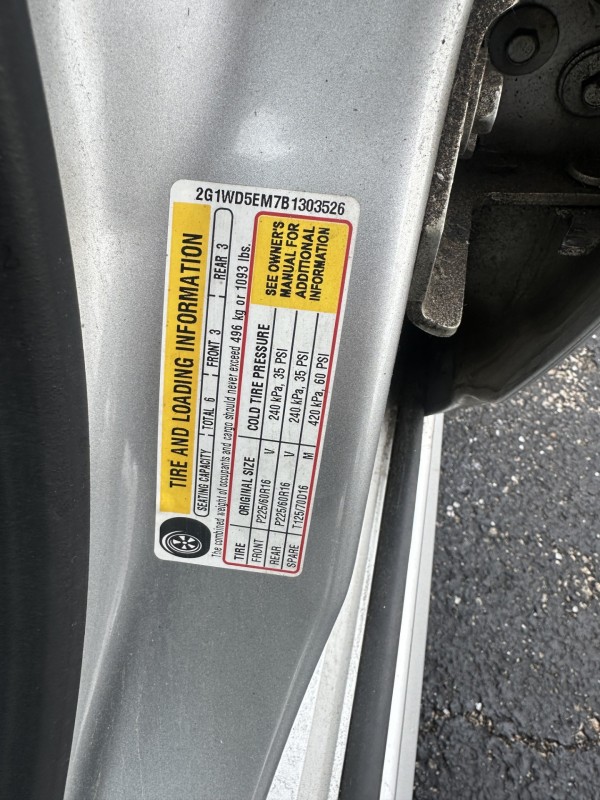 2G1WD5EM7B1303526
TIRE AND LOADING INFORMATION
SEATING CAPACITY TOTAL 6 FRONT 3 REAR 3
The combined weight of occupants and cargo should never exceed 496 kg or 1093 lbs.
TIRE ORIGINAL SIZE COLD TIRE PRESSURE
FRONT P225/60R16 V 240 kPa, 35 PSI
REAR P225/60R16 V 240 kPa, 35 PSI
SPARE T125/70D16 M 420 kPa, 60 PSI
SEE OWNER'S
MANUAL FOR
ADDITIONAL
INFORMATION